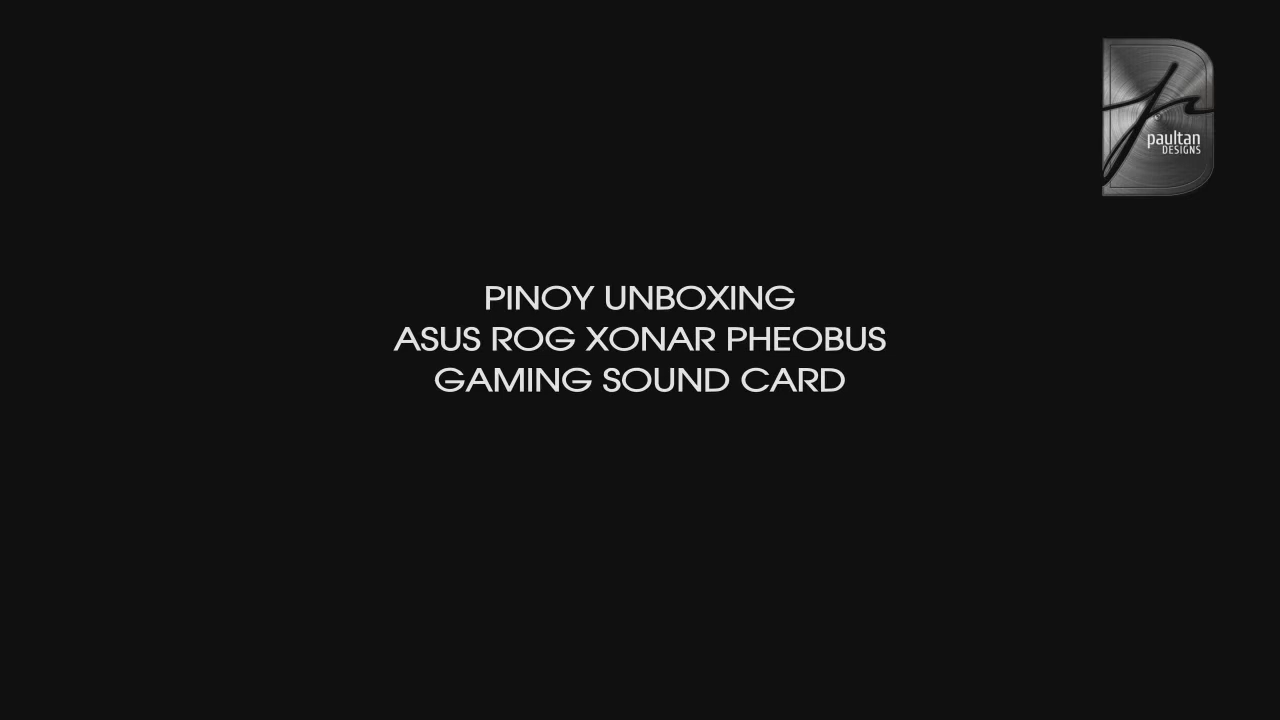 paultan
DESIGNS
PINOY UNBOXING
ASUS ROG XONAR PHEOBUS
GAMING SOUND CARD